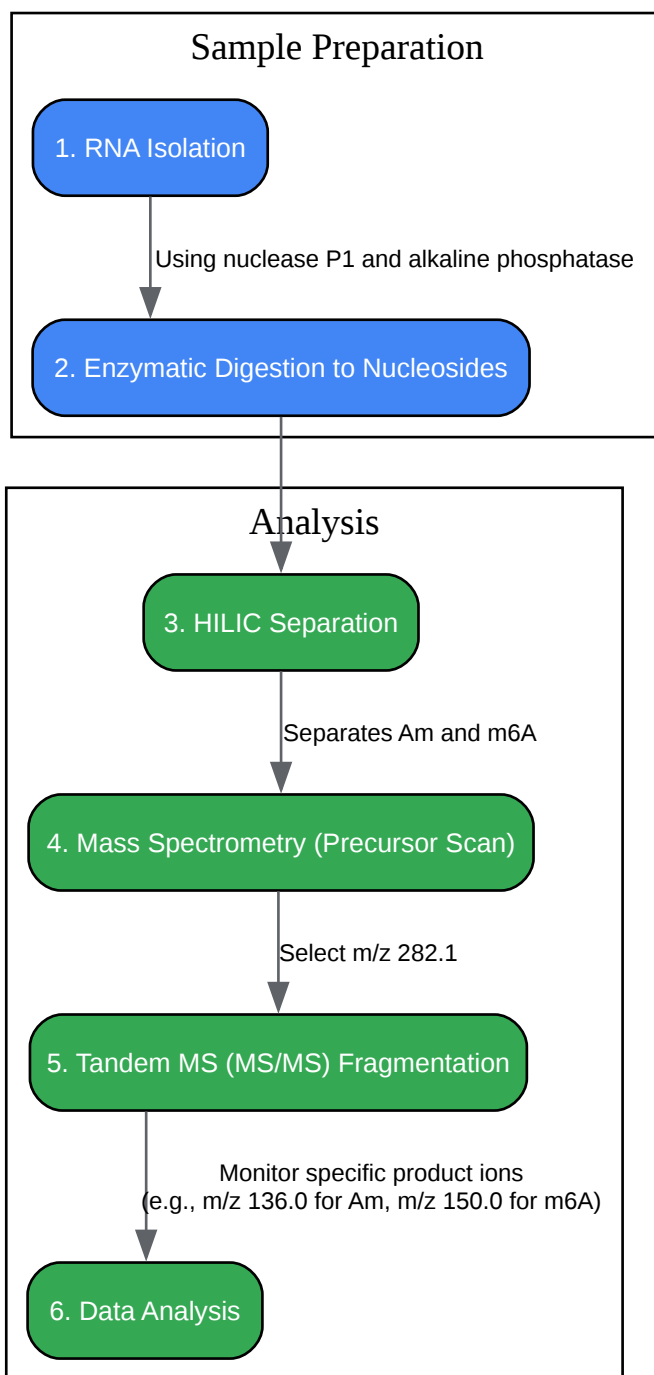 Sample Preparation
1. RNA Isolation
Using nuclease P1 and alkaline phosphatase
2. Enzymatic Digestion to Nucleosides
Analysis
3. HILIC Separation
Separates Am and m6A
4. Mass Spectrometry (Precursor Scan)
Select m/z 282.1
5. Tandem MS (MS/MS) Fragmentation
Monitor specific product ions
(e.g., m/z 136.0 for Am, m/z 150.0 for m6A)
6. Data Analysis